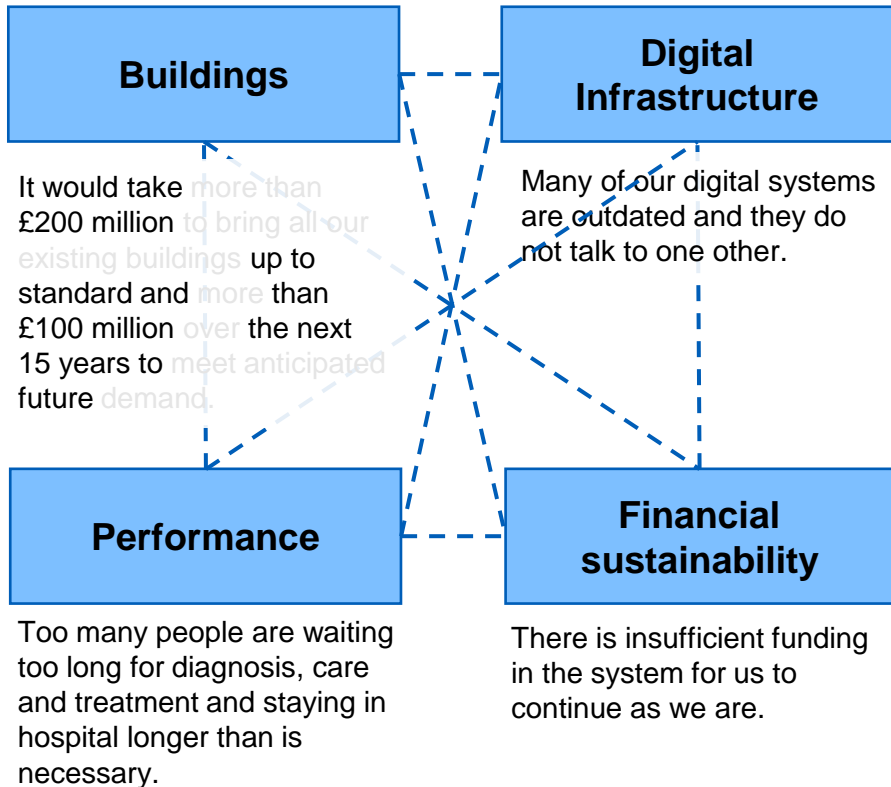 Buildings
It would take more than
£200 million to bring all our
existing buildings up to
standard and more than
£100 million over the next
15 years to meet anticipated
future demand.
Digital
Infrastructure
Many of our digital systems
are outdated and they do
not talk to one other.
Performance
Too many people are waiting
too long for diagnosis, care
and treatment and staying in
hospital longer than is
necessary.
Financial
sustainability
There is insufficient funding
in the system for us to
continue as we are.